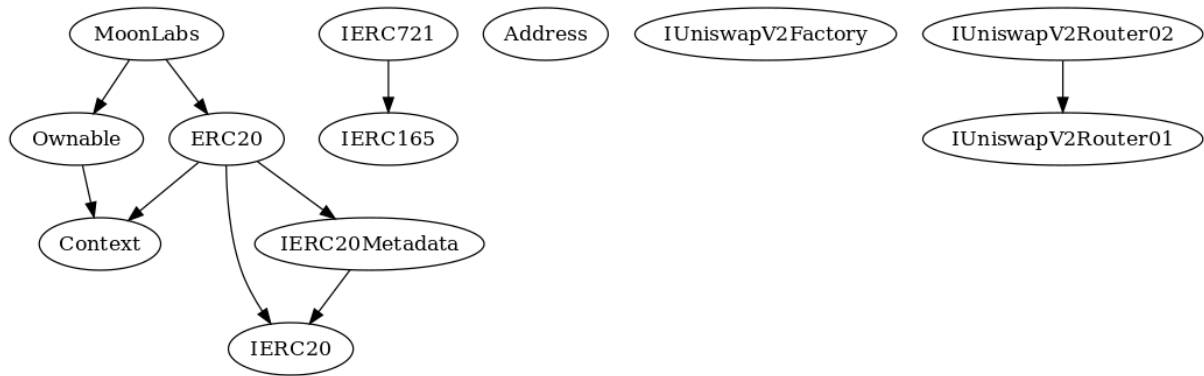 MoonLabs
IERC721
Address
IUniswapV2Factory
IUniswapV2Router02
Ownable
ERC20
IERC165
IUniswapV2Router01
Context
IERC20Metadata
IERC20